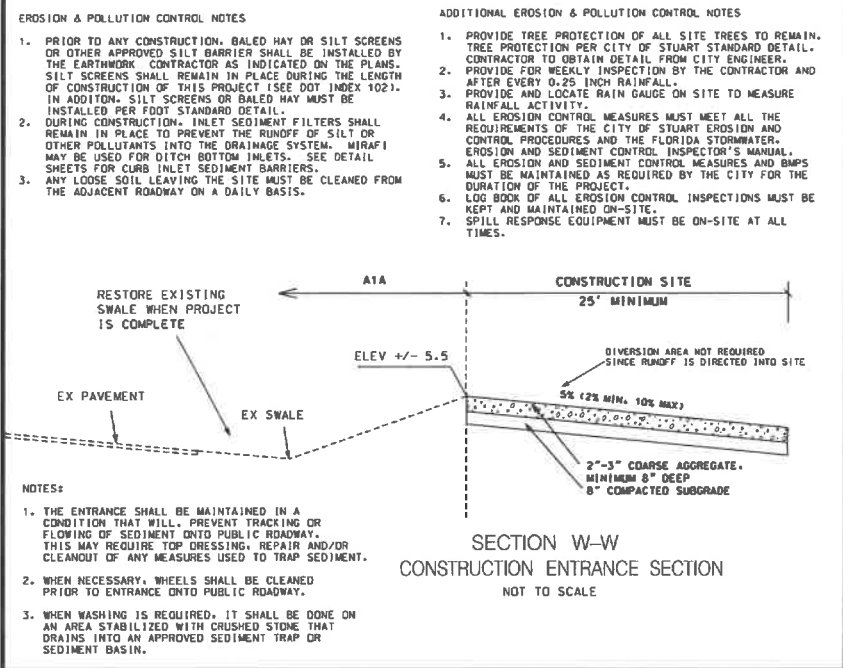 EROSION & POLLUTION CONTROL NOTES
1. PRIOR TO ANY CONSTRUCTION. BALED HAY OR SILT SCREENS
OR OTHER APPROVED SILT BARRIER SHALL BE INSTALLED BY
THE EARTHWORK CONTRACTOR AS INDICATED ON THE PLANS.
SILT SCREENS SHALL REMAIN IN PLACE DURING THE LENGTH
OF CONSTRUCTION OF THIS PROJECT (SEE DOT INDEX 102).
IN ADDITON. SILT SCREENS OR BALED HAY MUST BE
INSTALLED PER FDOT STANDARD DETAIL.
2. DURING CONSTRUCTION. INLET SEDIMENT FILTERS SHALL
REMAIN IN PLACE TO PREVENT THE RUNOFF OF SILT OR
OTHER POLLUTANTS INTO THE DRAINAGE SYSTEM. MIRAFI
MAY BE USED FOR DITCH BOTTOM INLETS. SEE DETAIL
SHEETS FOR CURB INLET SEDIMENT BARRIERS.
3. ANY LOOSE SOIL LEAVING THE SITE MUST BE CLEANED FROM
THE ADJACENT ROADWAY ON A DAILY BASIS.
ADDITIONAL EROSION & POLLUTION CONTROL NOTES
1. PROVIDE TREE PROTECTION OF ALL SITE TREES TO REMAIN.
TREE PROTECTION PER CITY OF STUART STANDARD DETAIL.
CONTRACTOR TO OBTAIN DETAIL FROM CITY ENGINEER.
2. PROVIDE FOR WEEKLY INSPECTION BY THE CONTRACTOR AND
AFTER EVERY 0.25 INCH RAINFALL.
3. PROVIDE AND LOCATE RAIN GAUGE ON SITE TO MEASURE
RAINFALL ACTIVITY.
4. ALL EROSION CONTROL MEASURES MUST MEET ALL THE
REQUIREMENTS OF THE CITY OF STUART EROSION AND
CONTROL PROCEDURES AND THE FLORIDA STORMWATER.
EROSION AND SEDIMENT CONTROL INSPECTOR'S MANUAL.
5. ALL EROSION AND SEDIMENT CONTROL MEASURES AND BMPS
MUST BE MAINTAINED AS REQUIRED BY THE CITY FOR THE
DURATION OF THE PROJECT.
6. LOG BOOK OF ALL EROSION CONTROL INSPECTIONS MUST BE
KEPT AND MAINTAINED ON-SITE.
7. SPILL RESPONSE EQUIPMENT MUST BE ON-SITE AT ALL
TIMES.
A1A
CONSTRUCTION SITE
25' MINIMUM
RESTORE EXISTING
SWALE WHEN PROJECT
IS COMPLETE
ELEV +/- 5.5
DIVERSION AREA NOT REQUIRED
SINCE RUNOFF IS DIRECTED INTO SITE
5% (2% MIN. 10% MAX)
EX PAVEMENT
EX SWALE
2"-3" COARSE AGGREGATE.
MINIMUM 8" DEEP
8" COMPACTED SUBGRADE
NOTES:
1. THE ENTRANCE SHALL BE MAINTAINED IN A
CONDITION THAT WILL. PREVENT TRACKING OR
FLOWING OF SEDIMENT ONTO PUBLIC ROADWAY.
THIS MAY REQUIRE TOP DRESSING. REPAIR AND/OR
CLEANOUT OF ANY MEASURES USED TO TRAP SEDIMENT.
2. WHEN NECESSARY. WHEELS SHALL BE CLEANED
PRIOR TO ENTRANCE ONTO PUBLIC ROADWAY.
3. WHEN WASHING IS REQUIRED. IT SHALL BE DONE ON
AN AREA STABILIZED WITH CRUSHED STONE THAT
DRAINS INTO AN APPROVED SEDIMENT TRAP OR
SEDIMENT BASIN.
SECTION W-W
CONSTRUCTION ENTRANCE SECTION
NOT TO SCALE